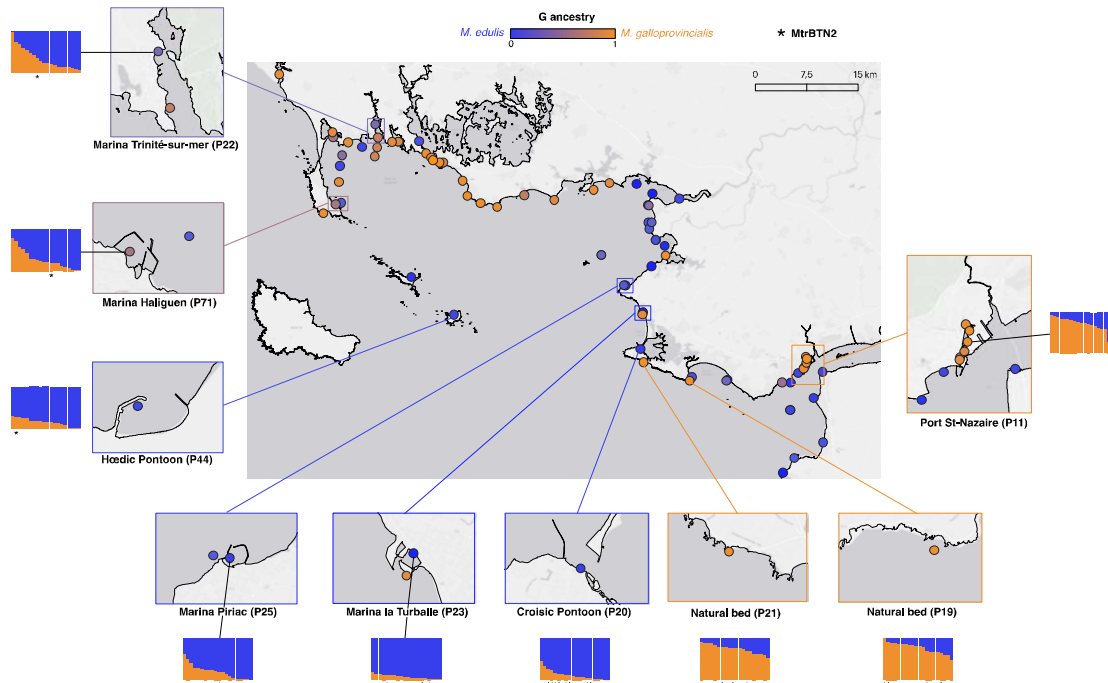 G ancestry
M. edulis
M. galloprovincialis
0
1
* MtrBTN2
0
7,5
15 km
*
Marina Trinité-sur-mer (P22)
*
Marina Haliguen (P71)
*
Hœdic Pontoon (P44)
Port St-Nazaire (P11)
Marina Piriac (P25)
Marina la Turballe (P23)
Croisic Pontoon (P20)
Natural bed (P21)
Natural bed (P19)